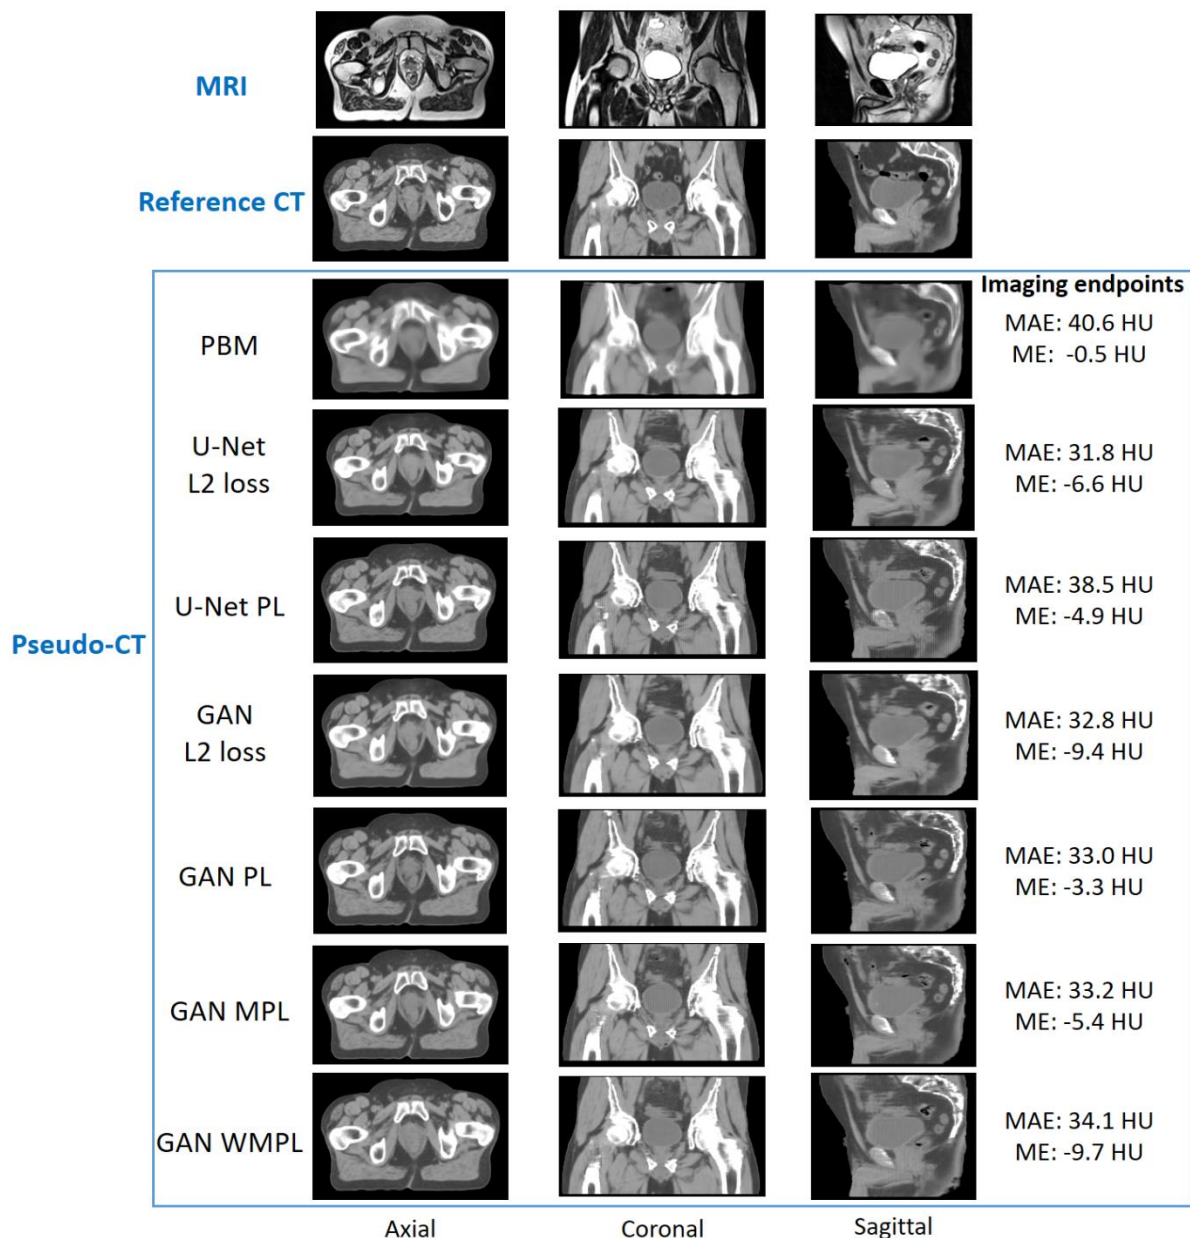 MRI
Reference CT
Imaging endpoints
PBM
MAE: 40.6 HU
ME: -0.5 HU
U-Net
L2 loss
MAE: 31.8 HU
ME: -6.6 HU
U-Net PL
MAE: 38.5 HU
ME: -4.9 HU
Pseudo-CT
GAN
L2 loss
MAE: 32.8 HU
ME: -9.4 HU
GAN PL
MAE: 33.0 HU
ME: -3.3 HU
GAN MPL
MAE: 33.2 HU
ME: -5.4 HU
GAN WMPL
MAE: 34.1 HU
ME: -9.7 HU
Axial
Coronal
Sagittal